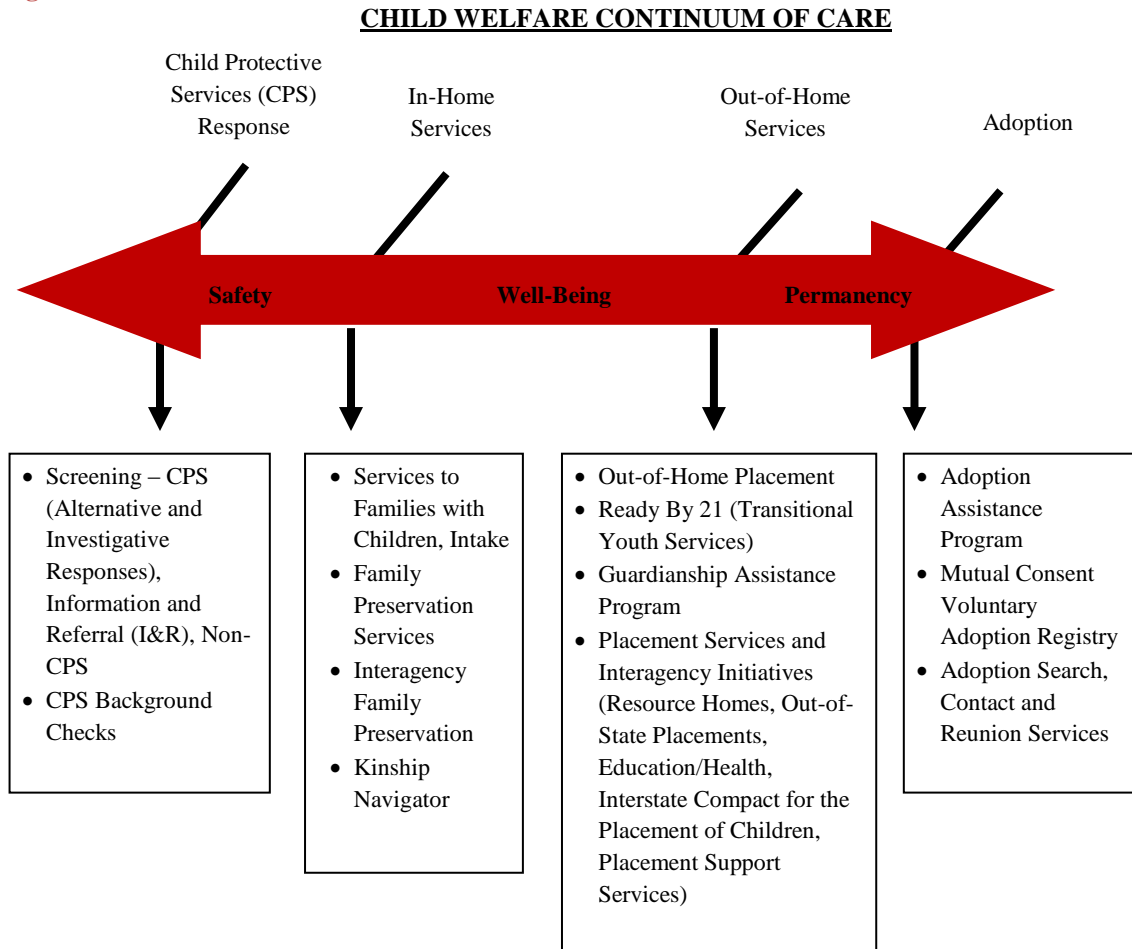 CHILD WELFARE CONTINUUM OF CARE
Child Protective
Services (CPS)
Response
In-Home
Services
Out-of-Home
Services
Adoption
Safety
Well-Being
Permanency
• Screening – CPS
(Alternative and
Investigative
Responses),
Information and
Referral (I&R), Non-
CPS
• CPS Background
Checks
• Services to
Families with
Children, Intake
• Family
Preservation
Services
• Interagency
Family
Preservation
• Kinship
Navigator
• Out-of-Home Placement
• Ready By 21 (Transitional
Youth Services)
• Guardianship Assistance
Program
• Placement Services and
Interagency Initiatives
(Resource Homes, Out-of-
State Placements,
Education/Health,
Interstate Compact for the
Placement of Children,
Placement Support
Services)
• Adoption
Assistance
Program
• Mutual Consent
Voluntary
Adoption Registry
• Adoption Search,
Contact and
Reunion Services